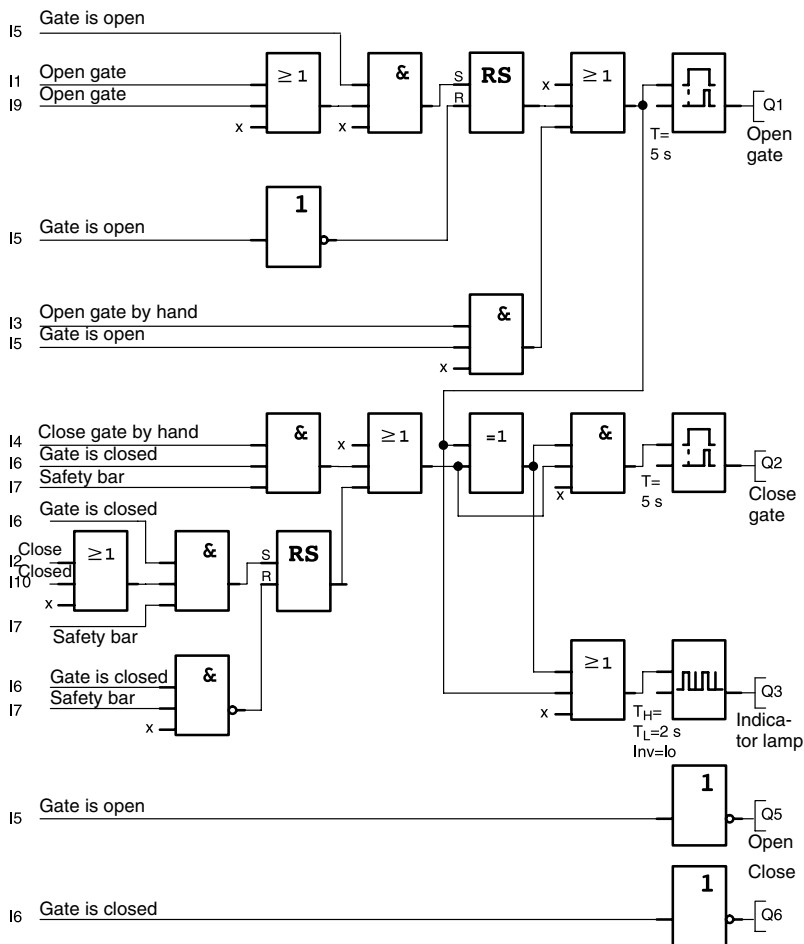 I5 Gate is open
I1 Open gate
I9 Open gate
x
≥1
x
&
S
R
RS
x
≥1
T=
5 s
Q1
Open
gate
I5 Gate is open
1
I3 Open gate by hand
I5 Gate is open
x
&
I4 Close gate by hand
I6 Gate is closed
I7 Safety bar
&
x
≥1
=1
&
x
T=
5 s
Q2
Close
gate
I6 Gate is closed
I2 Close
I10 Closed
x
≥1
&
S
R
RS
I7 Safety bar
I6 Gate is closed
I7 Safety bar
x
&
≥1
x
TH=
TL=2 s
Inv=lo
Q3
Indica-
tor lamp
I5 Gate is open
1
Q5
Open
Close
I6 Gate is closed
1
Q6